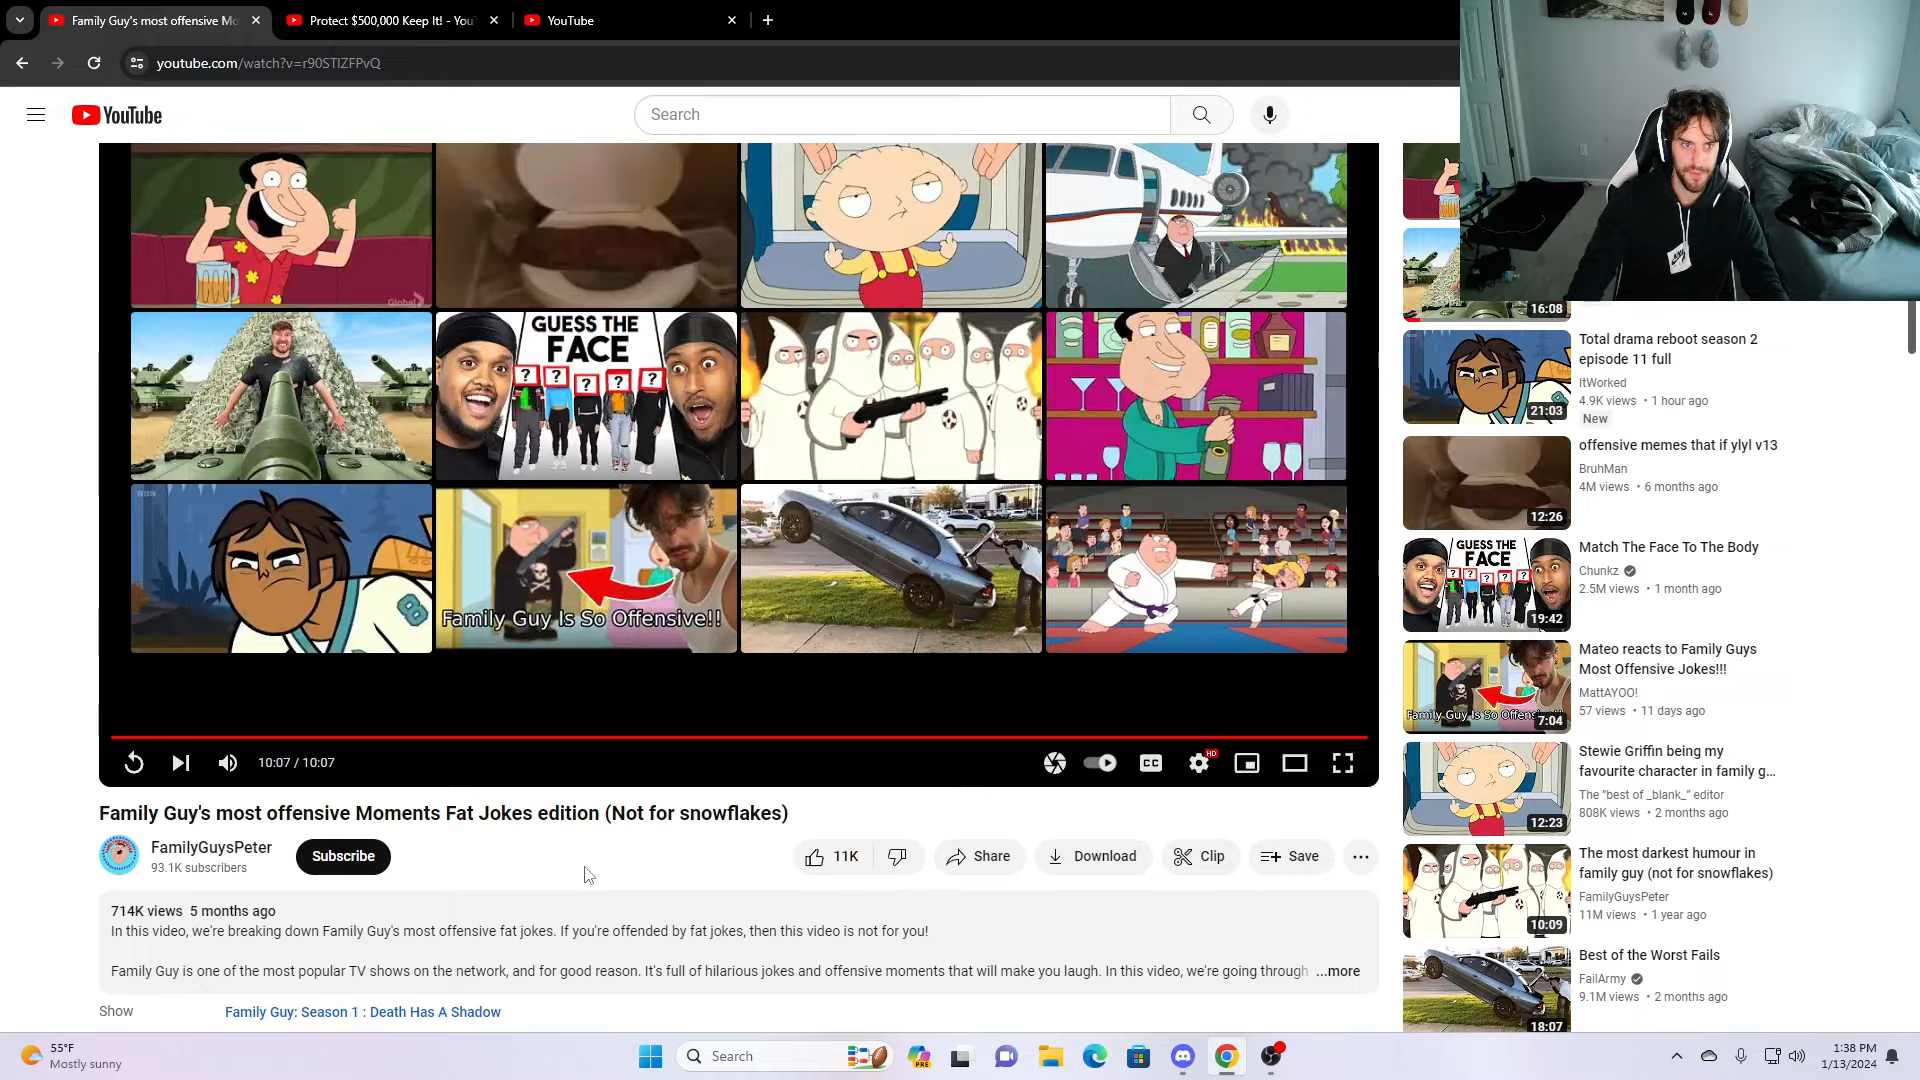 Family Guy's most offensive Mo
Protect $500,000 Keep It! - You
YouTube
youtube.com/watch?v=r90STlZFPvQ
YouTube
Search
Global
GUESS THE
FACE
? ? ? ? ?
8
Family Guy Is So Offensive!!
10:07 / 10:07
CC
HD
Family Guy's most offensive Moments Fat Jokes edition (Not for snowflakes)
FamilyGuysPeter
93.1K subscribers
Subscribe
11K
Share
Download
Clip
Save
714K views 5 months ago
In this video, we're breaking down Family Guy's most offensive fat jokes. If you're offended by fat jokes, then this video is not for you!
Family Guy is one of the most popular TV shows on the network, and for good reason. It's full of hilarious jokes and offensive moments that will make you laugh. In this video, we're going through ...more
Show
Family Guy: Season 1 : Death Has A Shadow
16:08
Total drama reboot season 2
episode 11 full
ItWorked
4.9K views • 1 hour ago
New
21:03
offensive memes that if ylyl v13
BruhMan
4M views • 6 months ago
12:26
GUESS THE
FACE
Match The Face To The Body
Chunkz
2.5M views • 1 month ago
19:42
Mateo reacts to Family Guys
Most Offensive Jokes!!!
MattAYOO!
57 views • 11 days ago
Family Guy Is So Offens
7:04
Stewie Griffin being my
favourite character in family g...
The "best of _blank_" editor
808K views • 2 months ago
12:23
The most darkest humour in
family guy (not for snowflakes)
FamilyGuysPeter
11M views • 1 year ago
10:09
Best of the Worst Fails
FailArmy
9.1M views • 2 months ago
18:07
55°F
Mostly sunny
Search
PRE
1:38 PM
1/13/2024